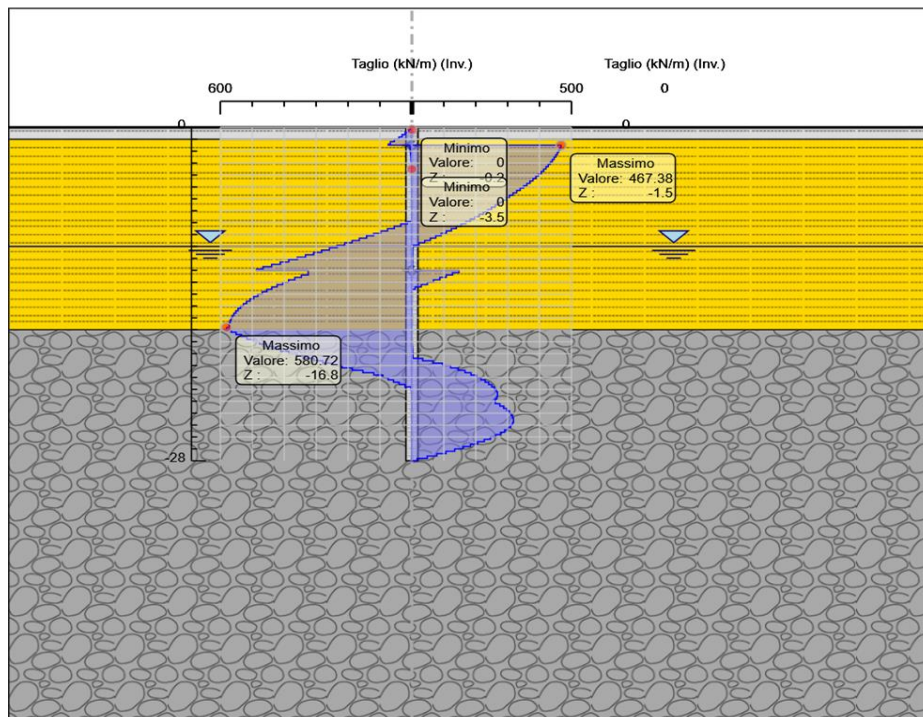 Taglio (kN/m) (Inv.) Taglio (kN/m) (Inv.)
600 500 0
0 0
Minimo
Valore: 0
Z : -0.2
Minimo
Valore: 0
Z : -3.5
Massimo
Valore: 467.38
Z : -1.5
Massimo
Valore: 580.72
Z : -16.8
-28